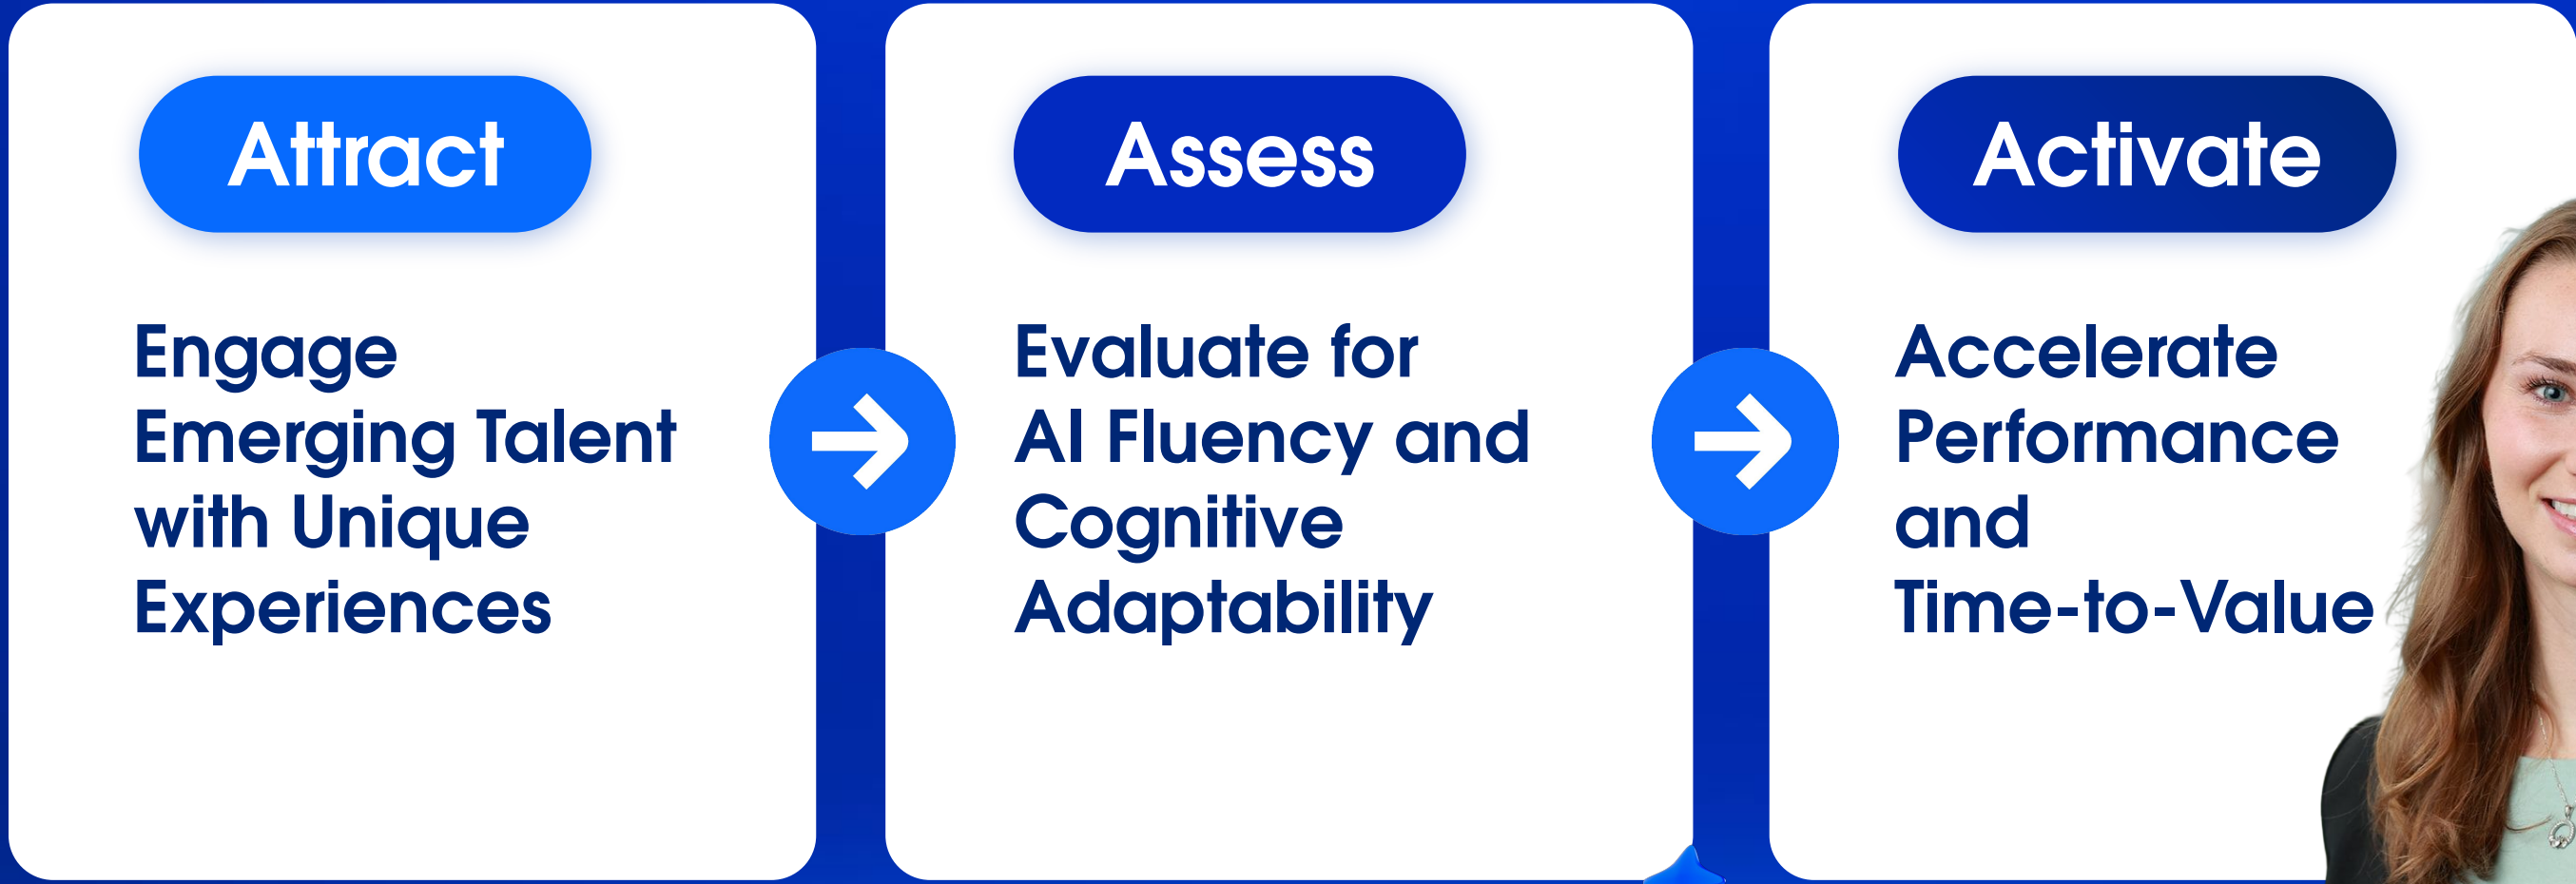 Attract
Engage
Emerging Talent
with Unique
Experiences
Assess
Evaluate for
AI Fluency and
Cognitive
Adaptability
Activate
Accelerate
Performance
and
Time-to-Value